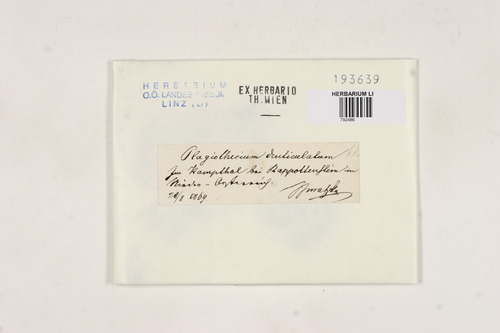 193639
HERBARIUM LI
792486
EX HERBARIO
TH. WIEN
O.Ö. LANDES
LINZ
Plagiothecium denticulatum
Im Kampthal bei Rappottenstein in
Nieder-Oesterreich
1869